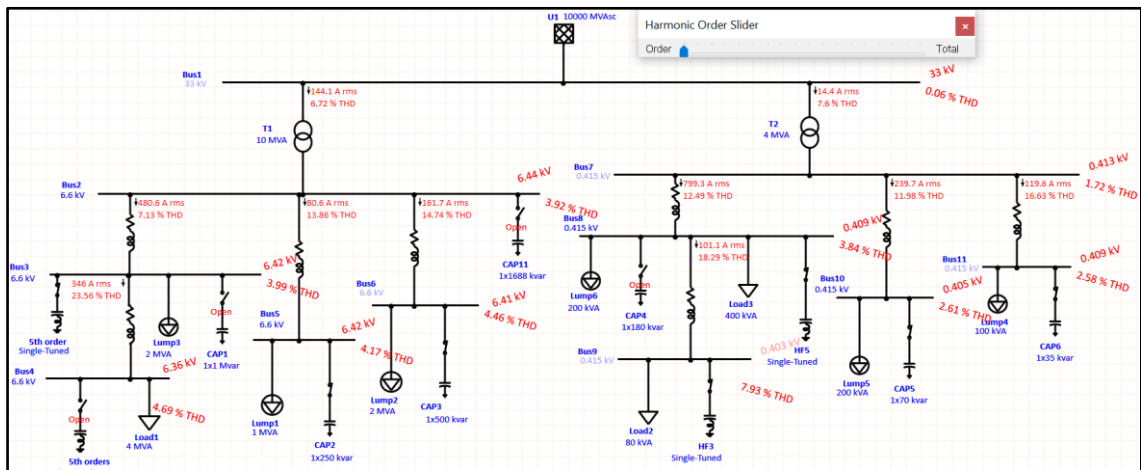 U1 10000 MVAsc
Harmonic Order Slider
Order
Total
Bus1
33 kV
33 kV
0.06 % THD
144.1 A rms
6.72 % THD
14.4 A rms
7.6 % THD
T1
10 MVA
T2
4 MVA
Bus2
6.6 kV
6.44 kV
3.92 % THD
480.6 A rms
7.13 % THD
80.6 A rms
13.86 % THD
161.7 A rms
14.74 % THD
Open
CAP11
1x1688 kvar
Bus3
6.6 kV
6.42 kV
3.99 % THD
346 A rms
23.56 % THD
5th order
Single-Tuned
Lump3
2 MVA
Open
CAP1
1x1 Mvar
Bus5
6.6 kV
6.42 kV
4.17 % THD
Bus6
6.6 kV
6.41 kV
4.46 % THD
Bus4
6.6 kV
6.36 kV
4.69 % THD
Open
5th orders
Load1
4 MVA
Lump1
1 MVA
CAP2
1x250 kvar
Lump2
2 MVA
CAP3
1x500 kvar
Bus7
0.415 kV
0.413 kV
1.72 % THD
799.3 A rms
12.49 % THD
239.7 A rms
11.98 % THD
119.6 A rms
16.63 % THD
Bus8
0.415 kV
0.409 kV
3.84 % THD
101.1 A rms
18.29 % THD
Lump6
200 kVA
Open
CAP4
1x180 kvar
Load3
400 kVA
HF5
Single-Tuned
Bus10
0.415 kV
0.405 kV
2.61 % THD
Bus11
0.415 kV
0.409 kV
2.58 % THD
Lump4
100 kVA
CAP6
1x35 kvar
Bus9
0.415 kV
0.403 kV
7.93 % THD
Load2
80 kVA
HF3
Single-Tuned
Lump5
200 kVA
CAP5
1x70 kvar